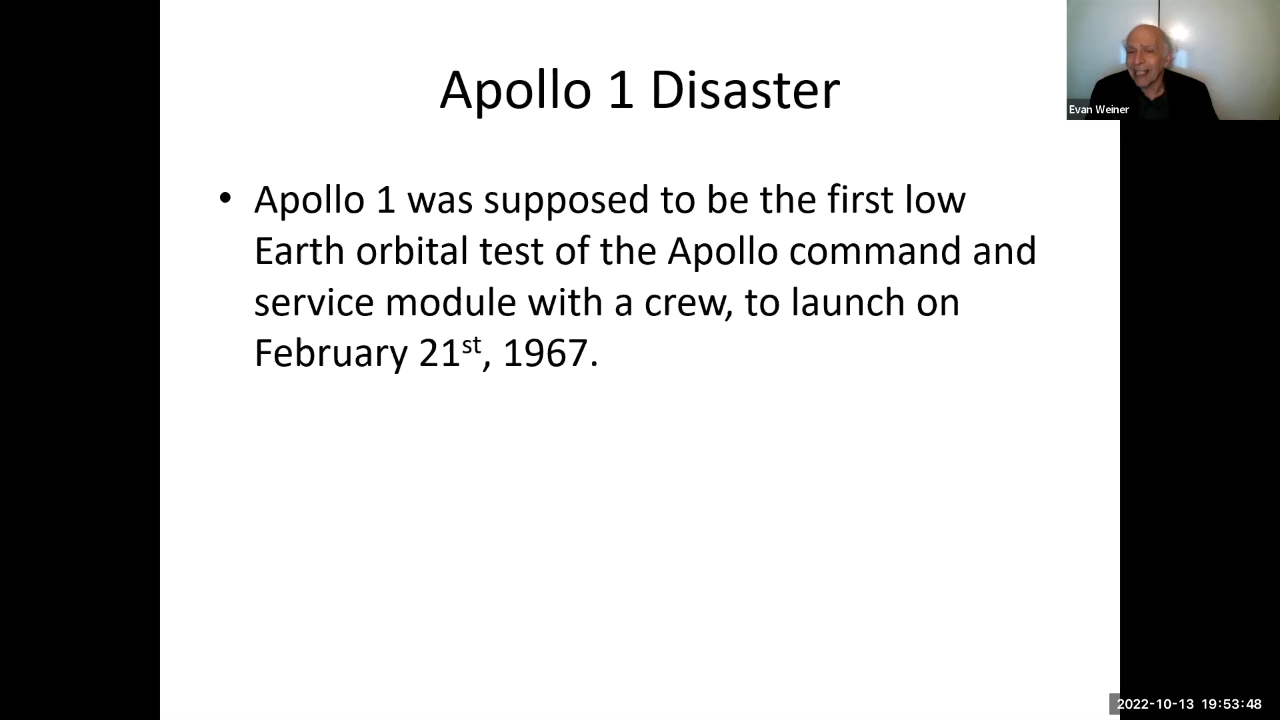 Apollo 1 Disaster
Evan Weiner
• Apollo 1 was supposed to be the first low
Earth orbital test of the Apollo command and
service module with a crew, to launch on
February 21st, 1967.
2022-10-13 19:53:48